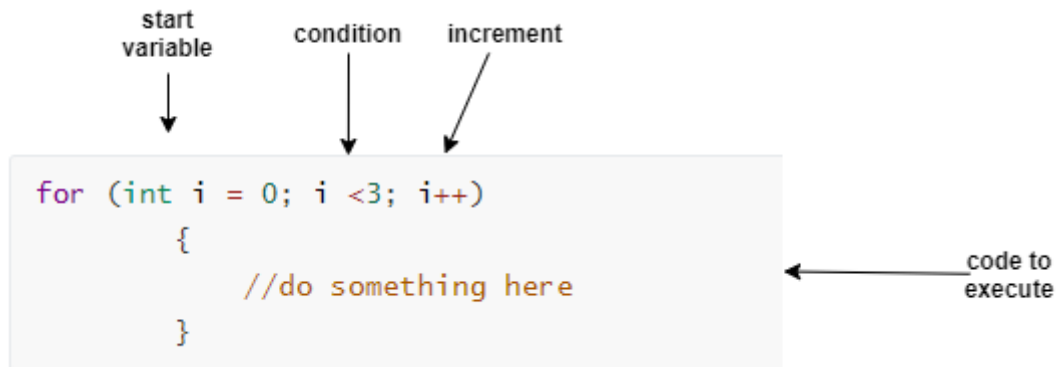 start
variable
condition
increment
for (int i = 0; i <3; i++)
{
//do something here
}
code to
execute